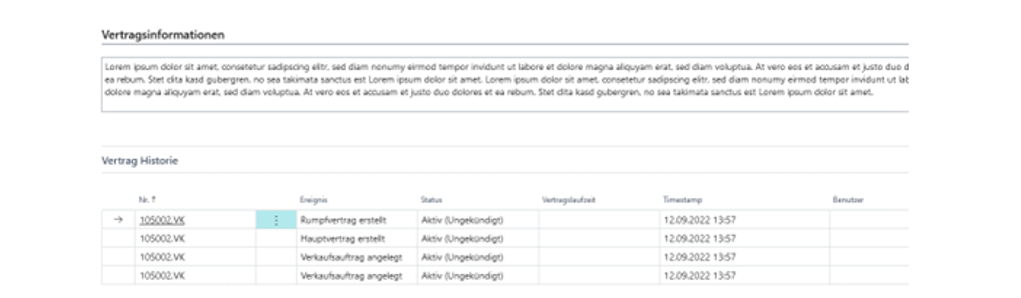 Vertragsinformationen
Lorem ipsum dolor sit amet, consetetur sadipscing elitr, sed diam nonumy eirmod tempor invidunt ut labore et dolore magna aliquyam erat, sed diam voluptua. At vero eos et accusam et justo duo d
ea rebum. Stet clita kasd gubergren, no sea takimata sanctus est Lorem ipsum dolor sit amet. Lorem ipsum dolor sit amet, consetetur sadipscing elitr, sed diam nonumy eirmod tempor invidunt ut lab
dolore magna aliquyam erat, sed diam voluptua. At vero eos et accusam et justo duo dolores et ea rebum. Stet clita kasd gubergren, no sea takimata sanctus est Lorem ipsum dolor sit amet.
Vertrag Historie
Nr. ↑ Ereignis Status Vertragslaufzeit Timestamp Benutzer
→ 105002.VK ⋮ Rumpfvertrag erstellt Aktiv (Ungekündigt) 12.09.2022 13:57
105002.VK Hauptvertrag erstellt Aktiv (Ungekündigt) 12.09.2022 13:57
105002.VK Verkaufsauftrag angelegt Aktiv (Ungekündigt) 12.09.2022 13:57
105002.VK Verkaufsauftrag angelegt Aktiv (Ungekündigt) 12.09.2022 13:57